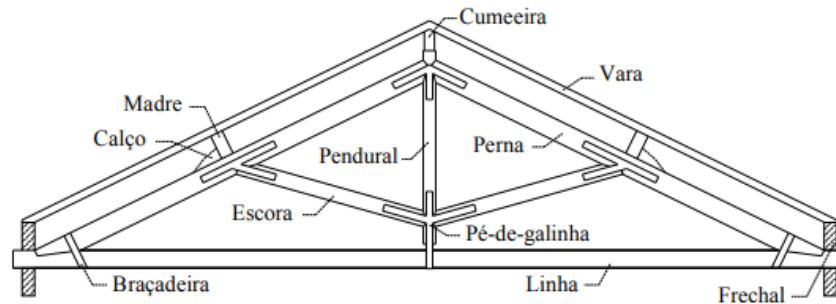 Cumeeira
Vara
Madre
Calço
Pendural
Perna
Escora
Pé-de-galinha
Braçadeira
Linha
Frechal